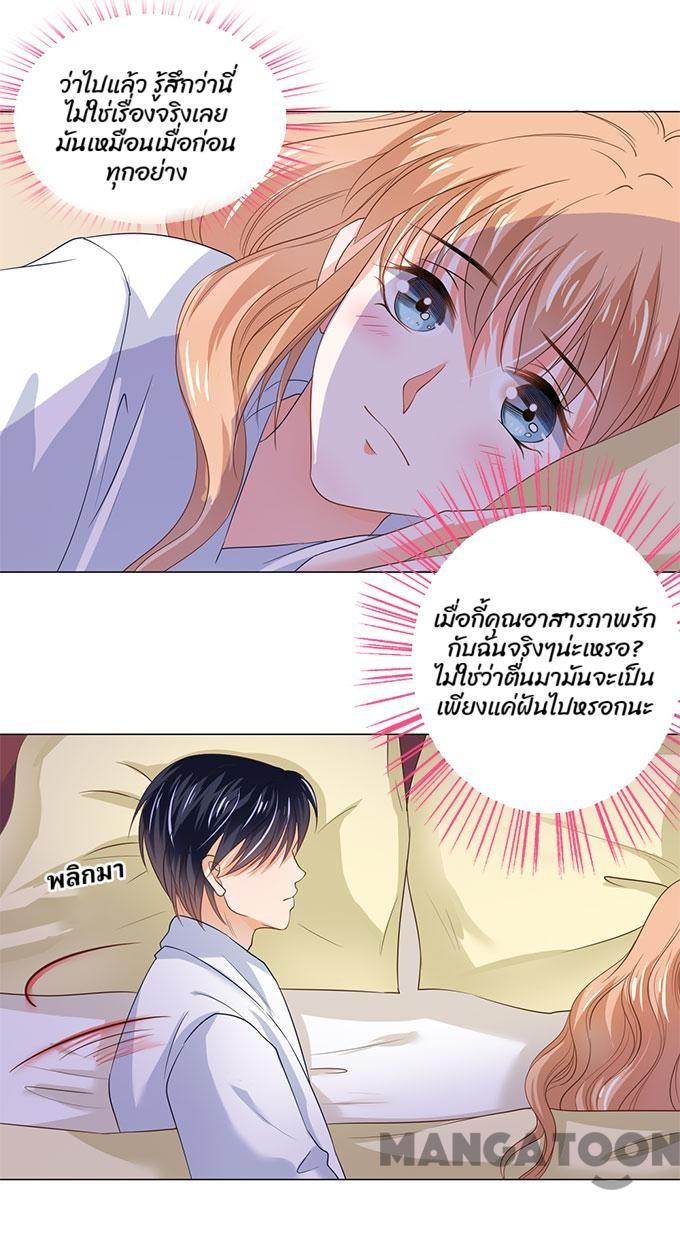 ว่าไปแล้ว รู้สึกว่านี่
ไม่ใช่เรื่องจริงเลย
มันเหมือนเมื่อก่อน
ทุกอย่าง
เมื่อกี้คุณอาสารภาพรัก
กับฉันจริงๆน่ะเหรอ?
ไม่ใช่ว่าตื่นมามันจะเป็น
เพียงแค่ฝันไปหรอกนะ
พลิกมา
MANGATOON